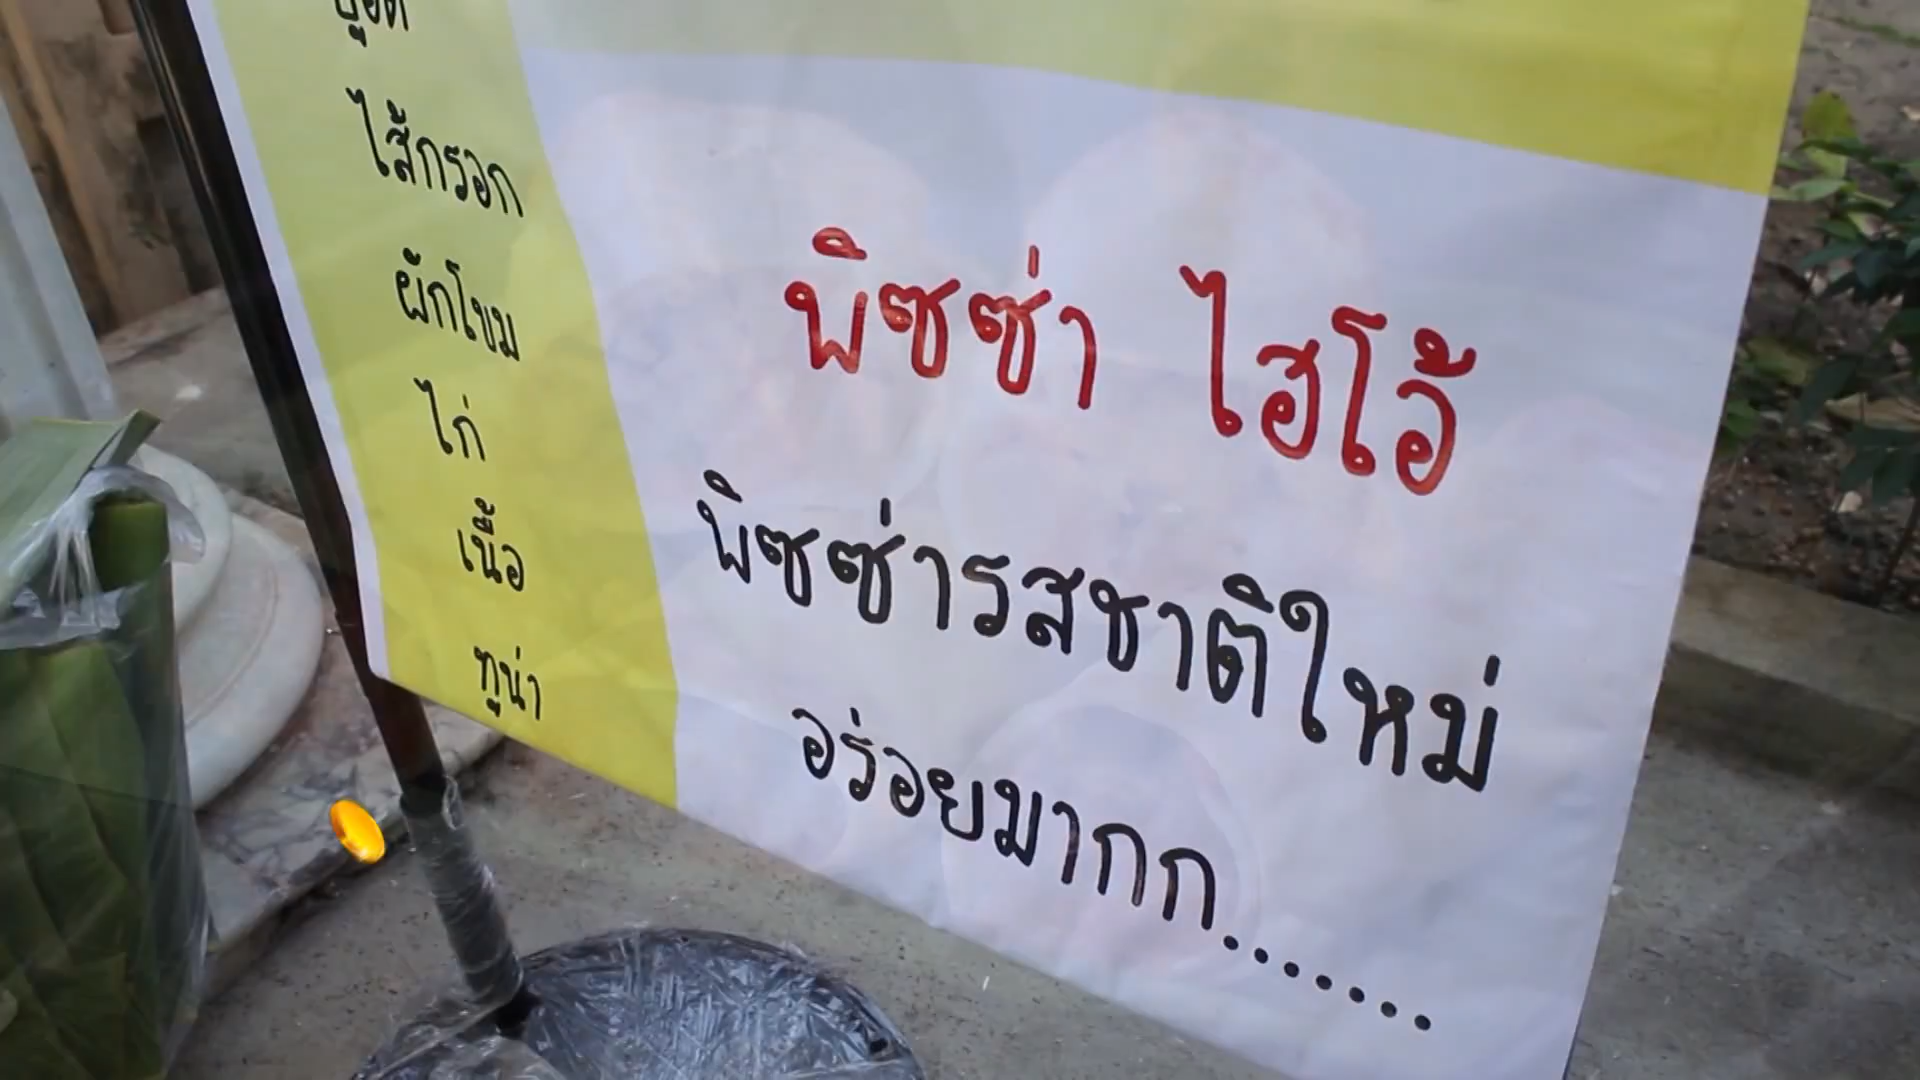 ปูอัด
ไส้กรอก
ผักโขม
ไก่
เนื้อ
ทูน่า
พิซซ่า ไฮโอ้
พิซซ่ารสชาติใหม่
อร่อยมากก......